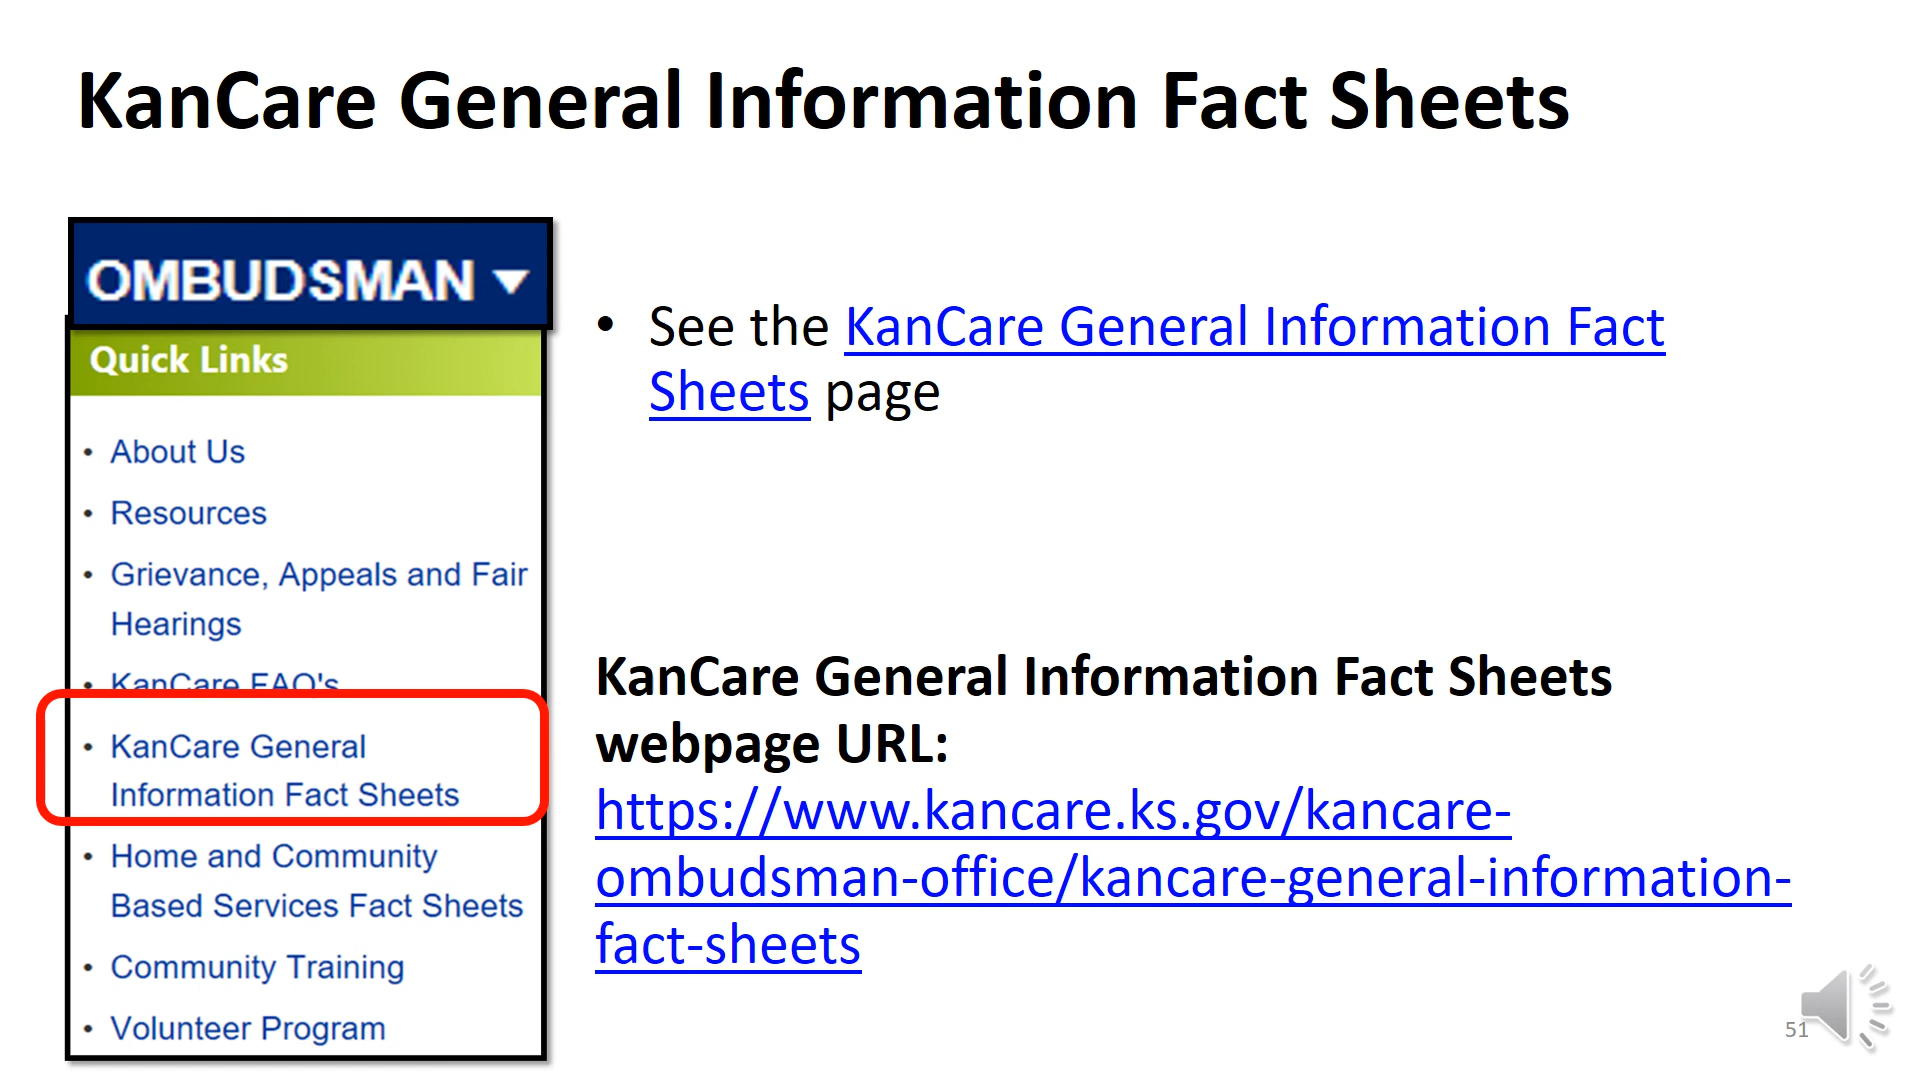 KanCare General Information Fact Sheets
OMBUDSMAN
Quick Links
• About Us
• Resources
• Grievance, Appeals and Fair
Hearings
• KanCare FAQ's
• KanCare General
Information Fact Sheets
• Home and Community
Based Services Fact Sheets
• Community Training
• Volunteer Program
• See the KanCare General Information Fact
Sheets page
KanCare General Information Fact Sheets
webpage URL:
https://www.kancare.ks.gov/kancare-
ombudsman-office/kancare-general-information-
fact-sheets
51